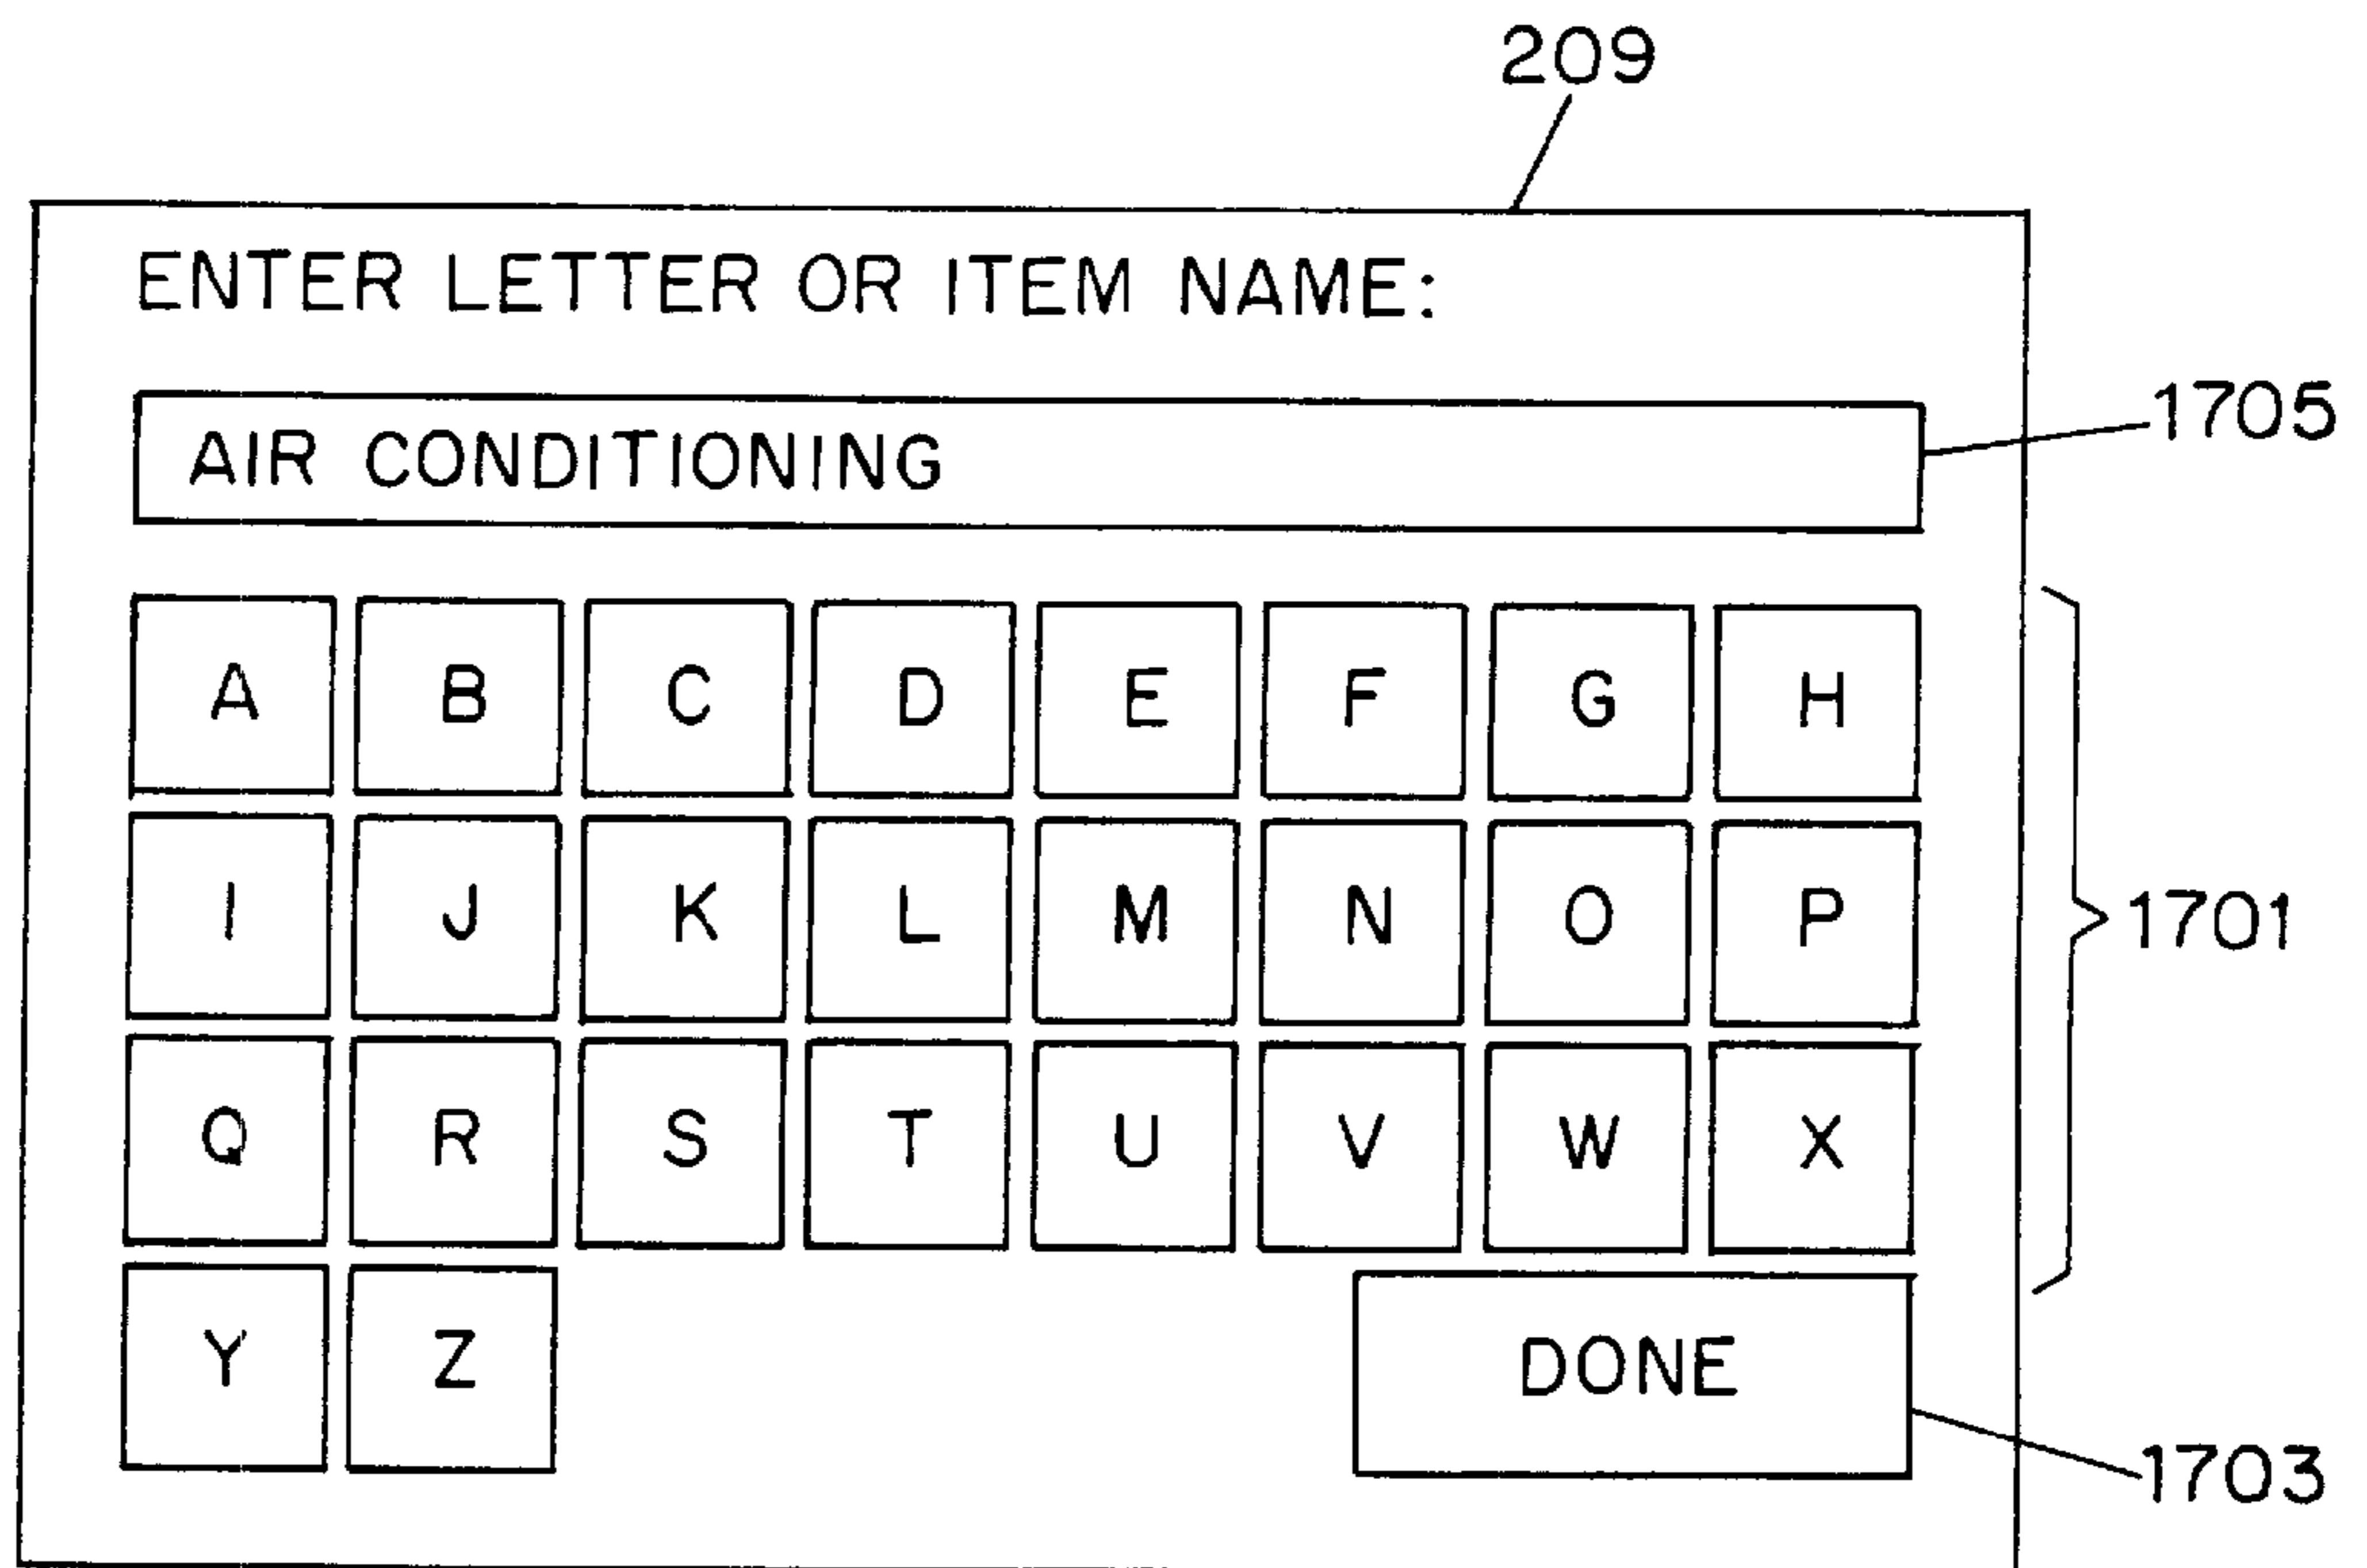 209
ENTER LETTER OR ITEM NAME:
AIR CONDITIONING
1705
A B C D E F G H
I J K L M N O P
1701
Q R S T U V W X
Y Z DONE
1703